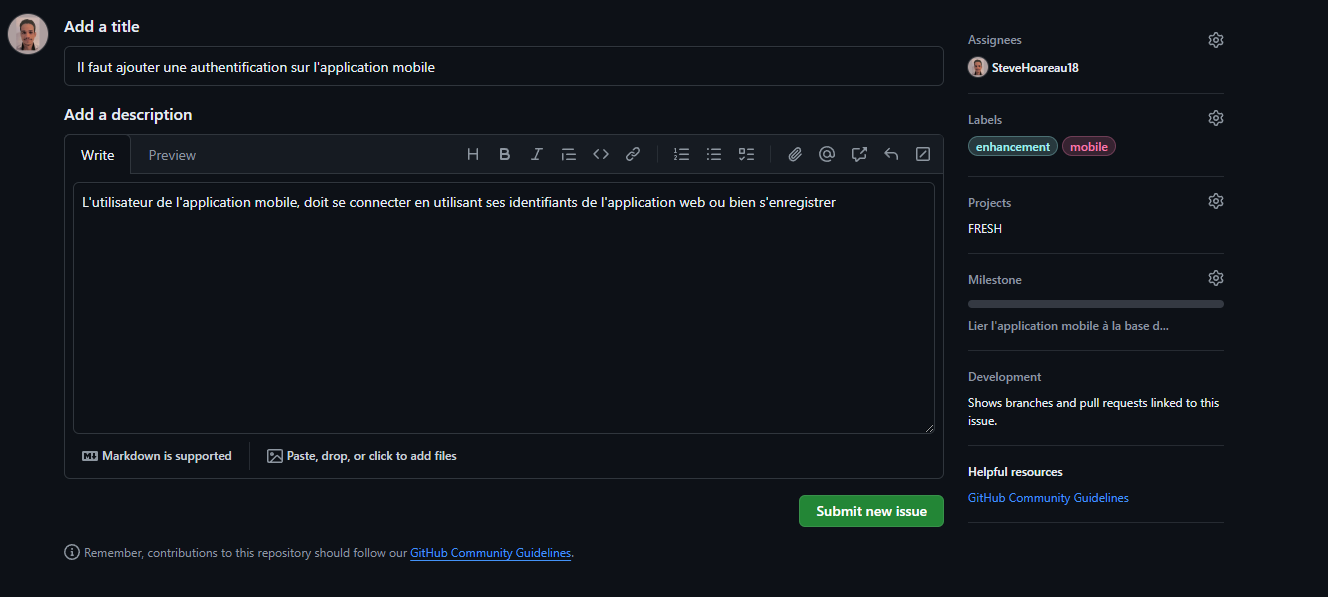 Add a title
Il faut ajouter une authentification sur l'application mobile
Add a description
Write Preview
L'utilisateur de l'application mobile, doit se connecter en utilisant ses identifiants de l'application web ou bien s'enregistrer
Markdown is supported
Paste, drop, or click to add files
Submit new issue
Remember, contributions to this repository should follow our GitHub Community Guidelines.
Assignees
SteveHoareau18
Labels
enhancement mobile
Projects
FRESH
Milestone
Lier l'application mobile à la base d...
Development
Shows branches and pull requests linked to this
issue.
Helpful resources
GitHub Community Guidelines